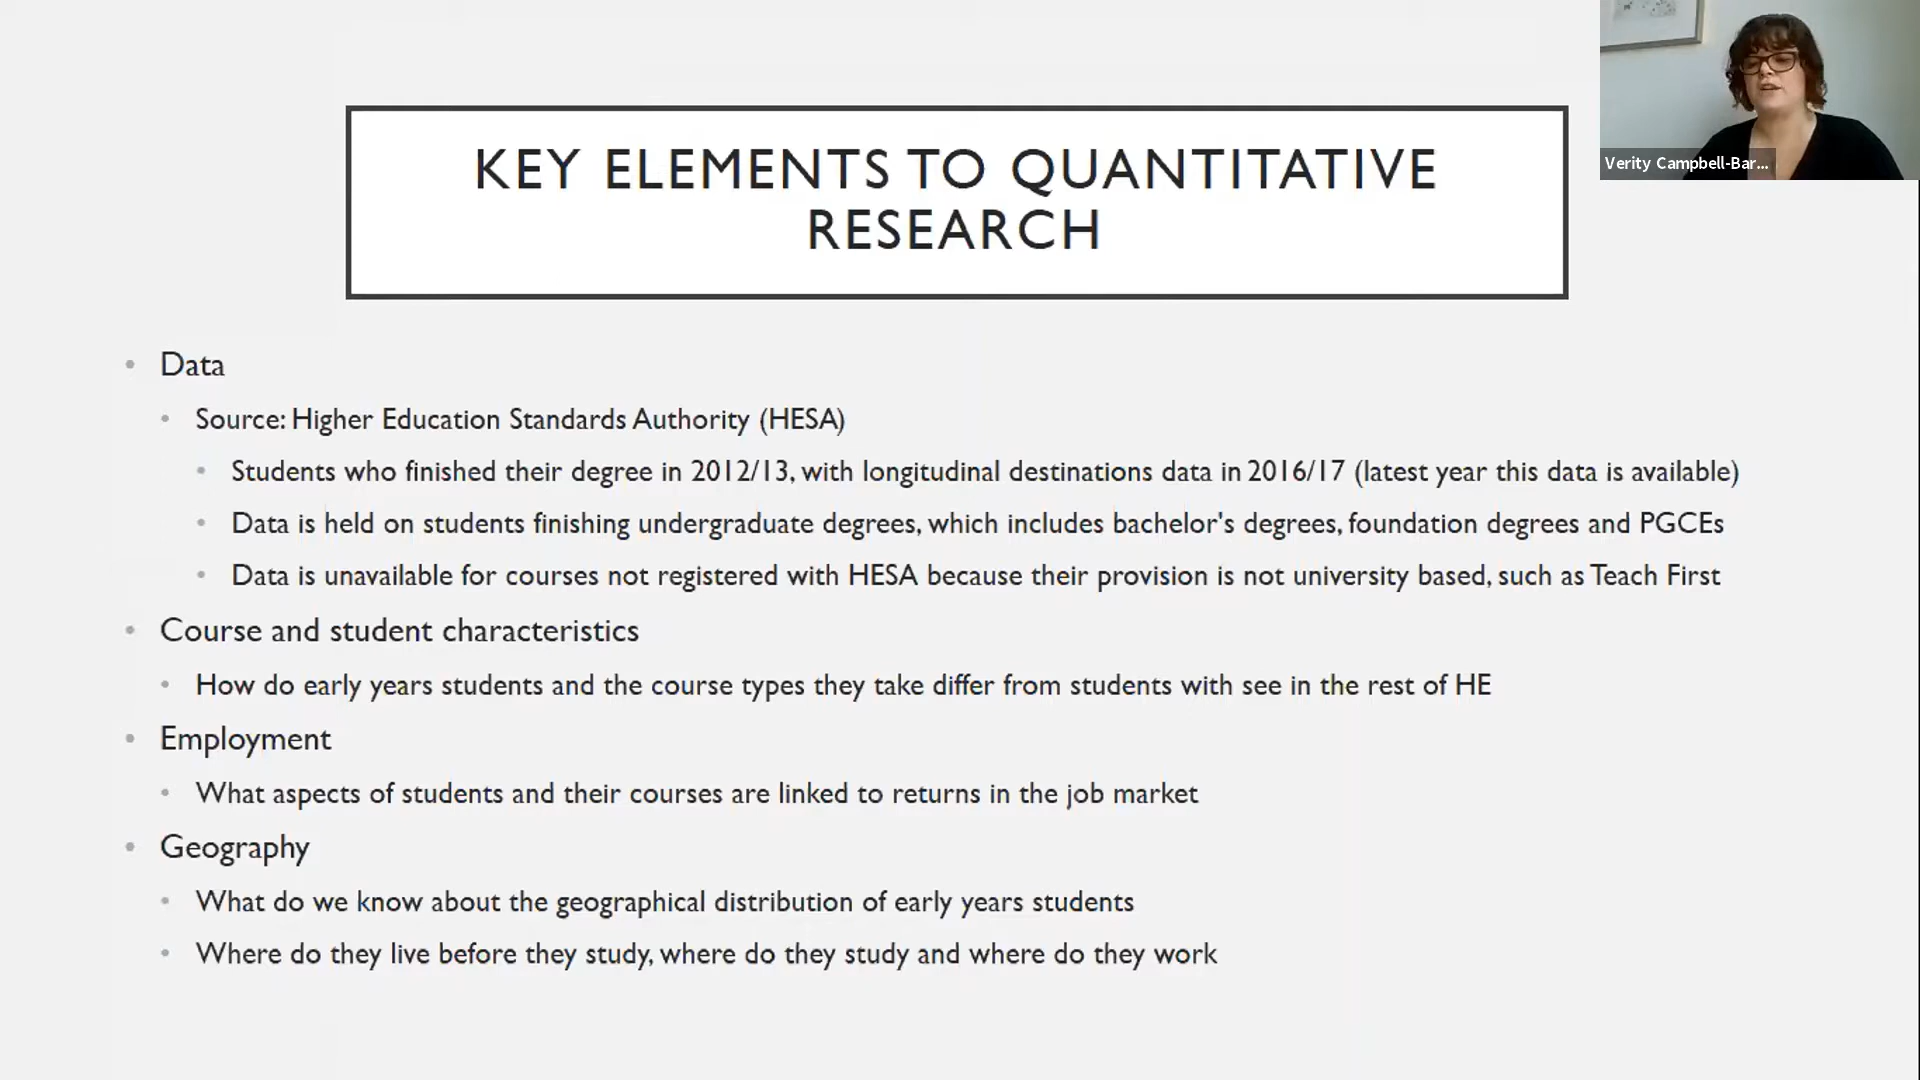 KEY ELEMENTS TO QUANTITATIVE
RESEARCH
Verity Campbell-Bar...
• Data
• Source: Higher Education Standards Authority (HESA)
• Students who finished their degree in 2012/13, with longitudinal destinations data in 2016/17 (latest year this data is available)
• Data is held on students finishing undergraduate degrees, which includes bachelor's degrees, foundation degrees and PGCEs
• Data is unavailable for courses not registered with HESA because their provision is not university based, such as Teach First
• Course and student characteristics
• How do early years students and the course types they take differ from students with see in the rest of HE
• Employment
• What aspects of students and their courses are linked to returns in the job market
• Geography
• What do we know about the geographical distribution of early years students
• Where do they live before they study, where do they study and where do they work